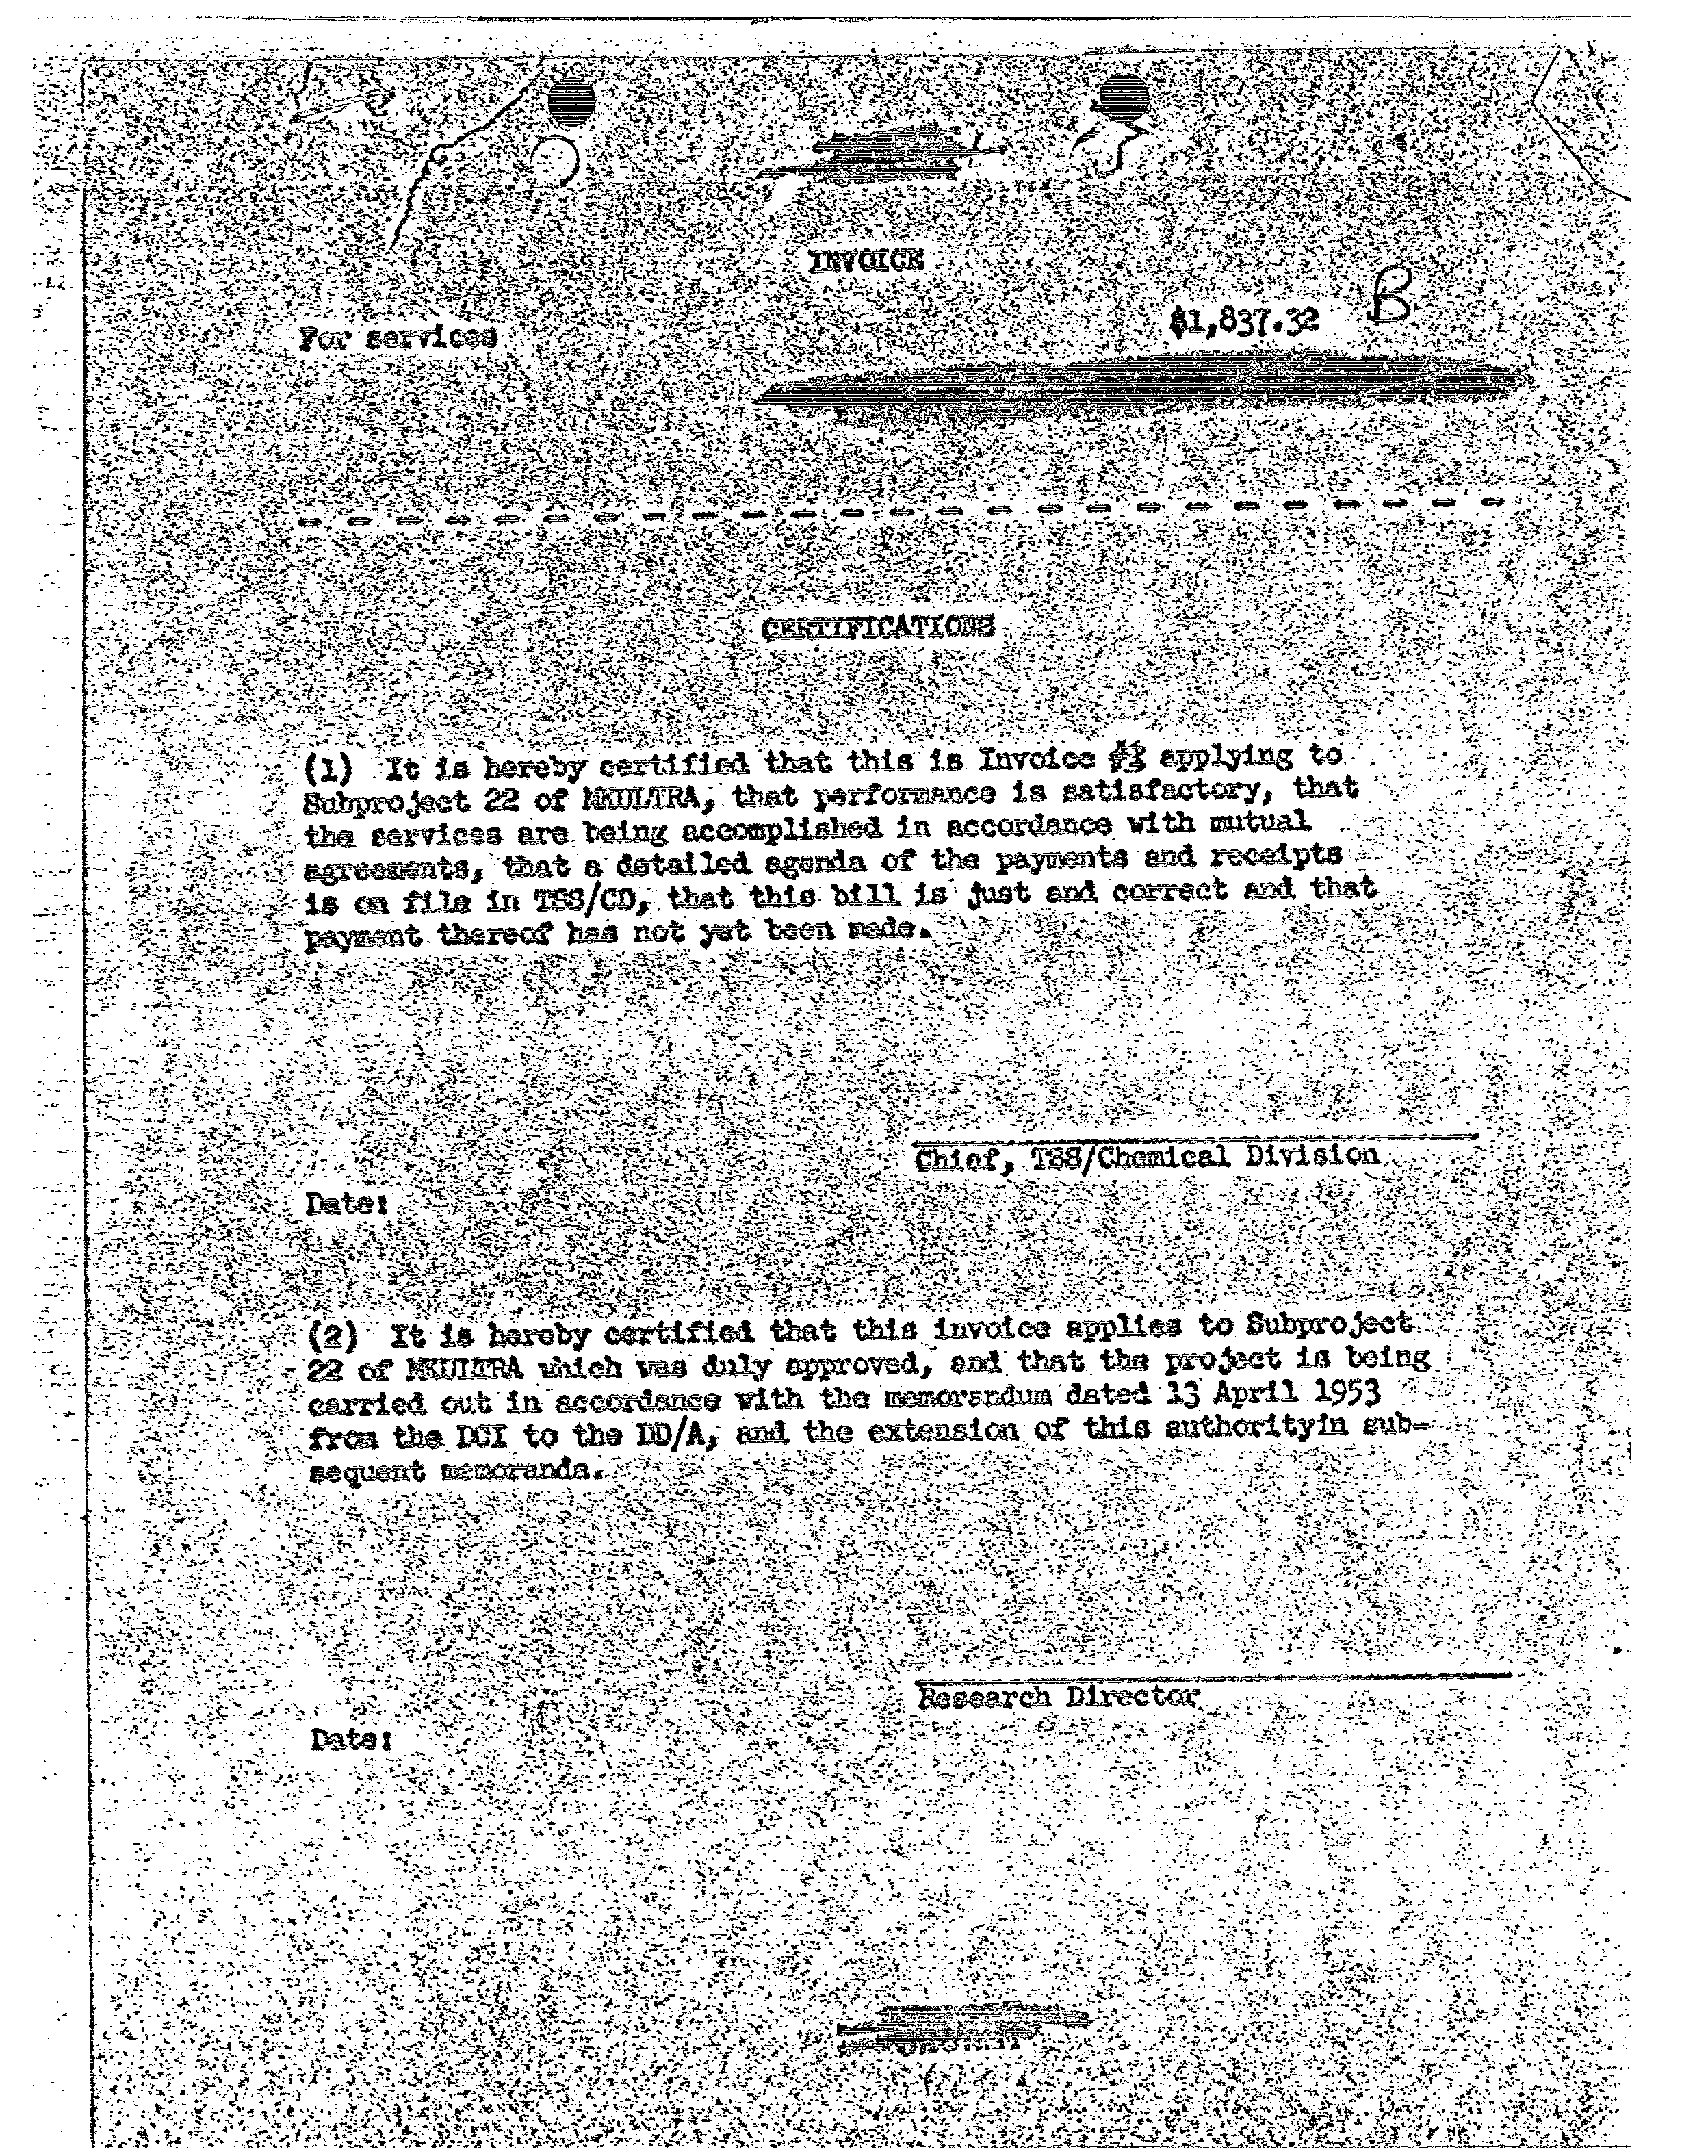 INVOICE
B
For services
$1,837.32
CERTIFICATIONS
(1) It is hereby certified that this is Invoice applying to
Subproject 22 of MKULTRA, that performance is satisfactory, that
the services are being accomplished in accordance with mutual
agreements, that a detailed agenda of the payments and receipts
is on file in TSS/CD, that this bill is just and correct and that
payment thereof has not yet been made.
Chief, TSS/Chemical Division
Date:
(2) It is hereby certified that this invoice applies to Subproject
22 of MKULTRA which was duly approved, and that the project is being
carried out in accordance with the memorandum dated 13 April 1953
from the DCI to the DD/A, and the extension of this authorityin sub-
sequent memoranda.
Research Director
Date: